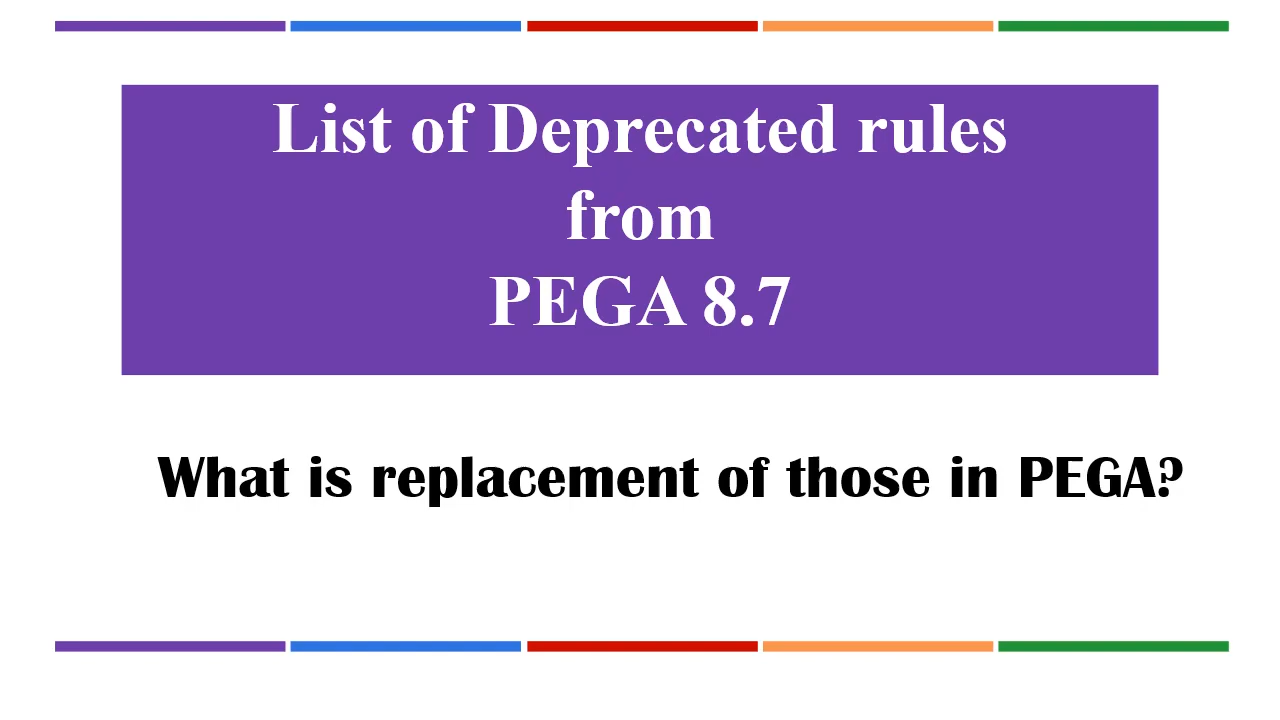 List of Deprecated rules
from
PEGA 8.7
What is replacement of those in PEGA?